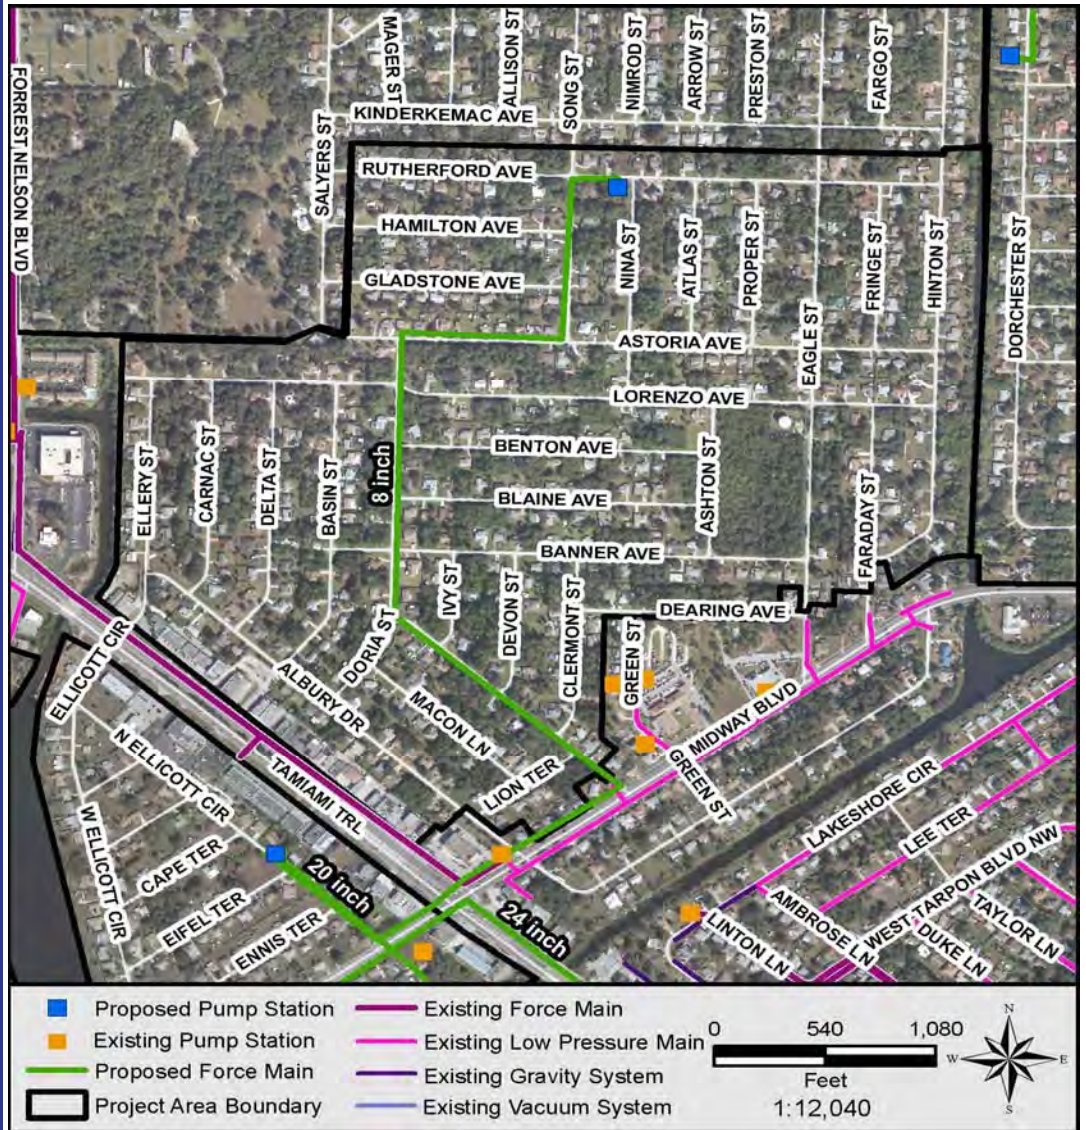 MAGER ST
ALLISON ST
SONG ST
NIMROD ST
ARROW ST
PRESTON ST
FARGO ST
FORREST NELSON BLVD
SALYERS ST
KINDERKEMAC AVE
RUTHERFORD AVE
HAMILTON AVE
GLADSTONE AVE
NINA ST
ATLAS ST
PROPER ST
EAGLE ST
FRINGE ST
HINTON ST
DORCHESTER ST
ASTORIA AVE
LORENZO AVE
BENTON AVE
BLAINE AVE
BANNER AVE
ASHTON ST
FARADAY ST
ELLERY ST
CARNAC ST
DELTA ST
BASIN ST
8 inch
IVY ST
DEVON ST
CLERMONT ST
DEARING AVE
GREEN ST
DORIA ST
ELLICOTT CIR
ALBURY DR
MACON LN
LION TER
G MIDWAY BLVD
GREEN ST
N ELLICOTT CIR
TAMIAMI TRL
W ELLICOTT CIR
CAPE TER
EIFEL TER
ENNIS TER
20 inch
24 inch
LAKESHORE CIR
LEE TER
WEST TARPON BLVD NW
AMBROSE LN
LINTON LN
DUKE LN
TAYLOR LN
Proposed Pump Station
Existing Pump Station
Proposed Force Main
Project Area Boundary
Existing Force Main
Existing Low Pressure Main
Existing Gravity System
Existing Vacuum System
0 540 1,080
Feet
1:12,040
N
W E
S